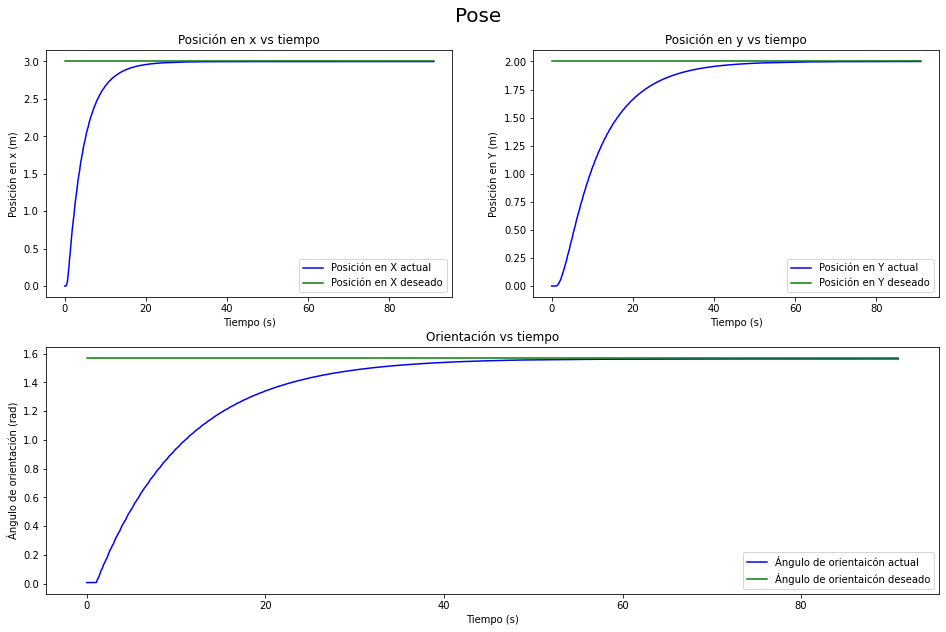 Pose
Posición en x vs tiempo
Posición en x (m)
3.0
2.5
2.0
1.5
1.0
0.5
0.0
0 20 40 60 80
Tiempo (s)
Posición en X actual
Posición en X deseado
Posición en y vs tiempo
Posición en Y (m)
2.00
1.75
1.50
1.25
1.00
0.75
0.50
0.25
0.00
0 20 40 60 80
Tiempo (s)
Posición en Y actual
Posición en Y deseado
Orientación vs tiempo
Ángulo de orientación (rad)
1.6
1.4
1.2
1.0
0.8
0.6
0.4
0.2
0.0
0 20 40 60 80
Tiempo (s)
Ángulo de orientaicón actual
Ángulo de orientaicón deseado